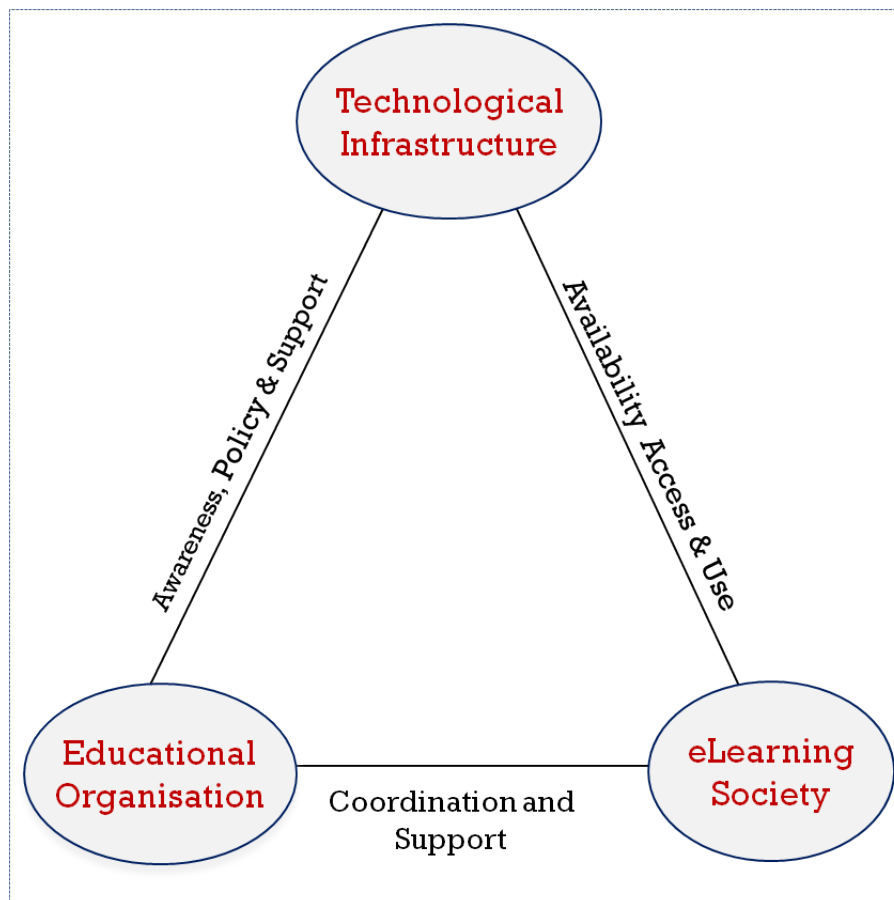 Technological
Infrastructure
Awareness, Policy & Support
Availability Access & Use
Educational
Organisation
Coordination and
Support
eLearning
Society